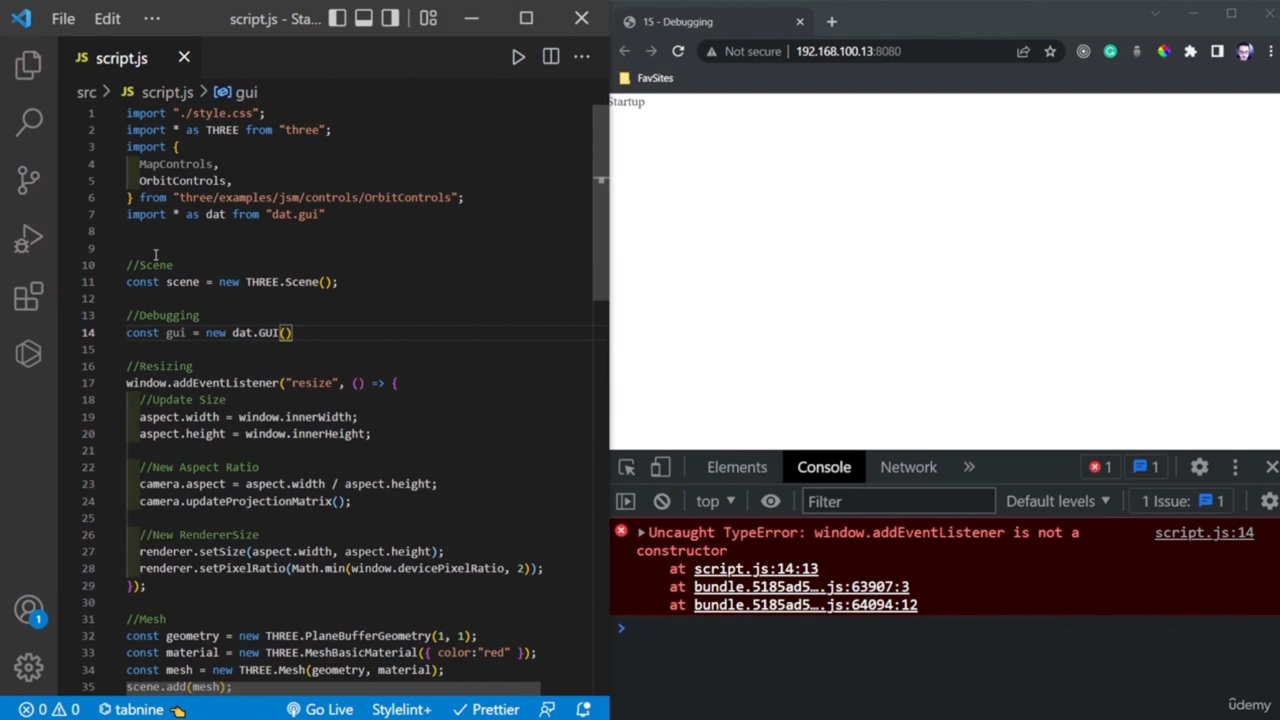 File Edit ··· script.js - Sta...
JS script.js
src > JS script.js > gui
1 import "./style.css";
2 import * as THREE from "three";
3 import {
4 MapControls,
5 OrbitControls,
6 } from "three/examples/jsm/controls/OrbitControls";
7 import * as dat from "dat.gui"
8
9
10 //Scene
11 const scene = new THREE.Scene();
12
13 //Debugging
14 const gui = new dat.GUI()
15
16 //Resizing
17 window.addEventListener("resize", () => {
18 //Update Size
19 aspect.width = window.innerWidth;
20 aspect.height = window.innerHeight;
21
22 //New Aspect Ratio
23 camera.aspect = aspect.width / aspect.height;
24 camera.updateProjectionMatrix();
25
26 //New RendererSize
27 renderer.setSize(aspect.width, aspect.height);
28 renderer.setPixelRatio(Math.min(window.devicePixelRatio, 2));
29 });
30
31 //Mesh
32 const geometry = new THREE.PlaneBufferGeometry(1, 1);
33 const material = new THREE.MeshBasicMaterial({ color:"red" });
34 const mesh = new THREE.Mesh(geometry, material);
35 scene.add(mesh);
1
0 0 tabnine Go Live Stylelint+ Prettier
15 - Debugging
Not secure | 192.168.100.13:8080
FavSites
Startup
Elements Console Network » 1 1
top Filter Default levels 1 Issue: 1
Uncaught TypeError: window.addEventListener is not a script.js:14
constructor
at script.js:14:13
at bundle.5185ad5….js:63907:3
at bundle.5185ad5….js:64094:12
ûdemy